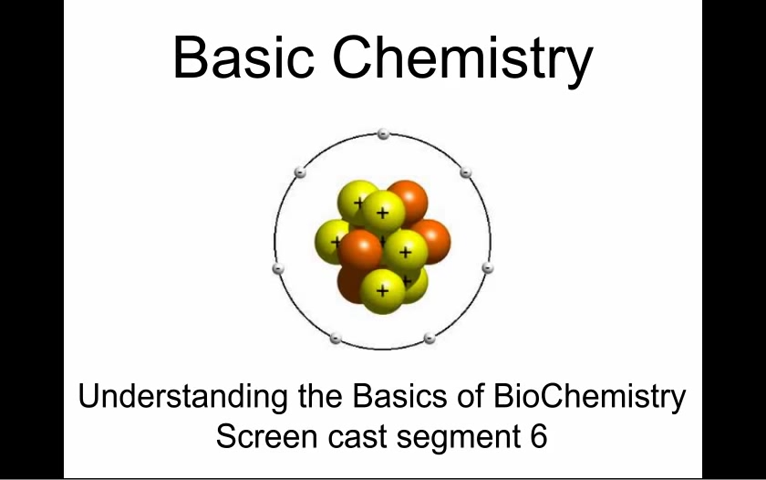 Basic Chemistry
Understanding the Basics of BioChemistry
Screen cast segment 6